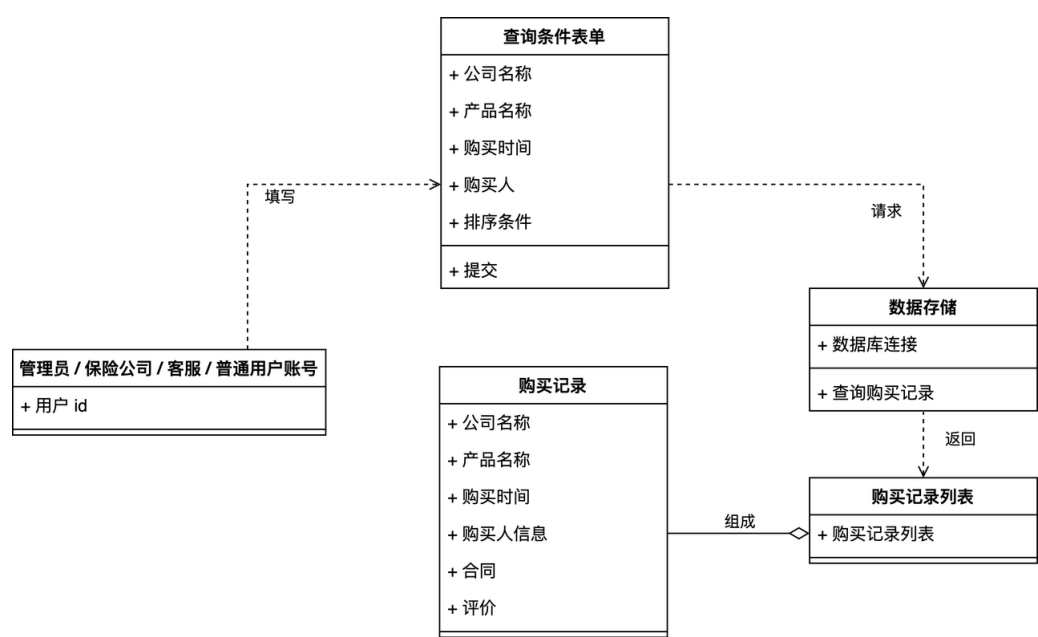 查询条件表单
+ 公司名称
+ 产品名称
+ 购买时间
+ 购买人
+ 排序条件
+ 提交
填写
请求
管理员 / 保险公司 / 客服 / 普通用户账号
+ 用户 id
数据存储
+ 数据库连接
+ 查询购买记录
返回
购买记录
+ 公司名称
+ 产品名称
+ 购买时间
+ 购买人信息
+ 合同
+ 评价
组成
购买记录列表
+ 购买记录列表